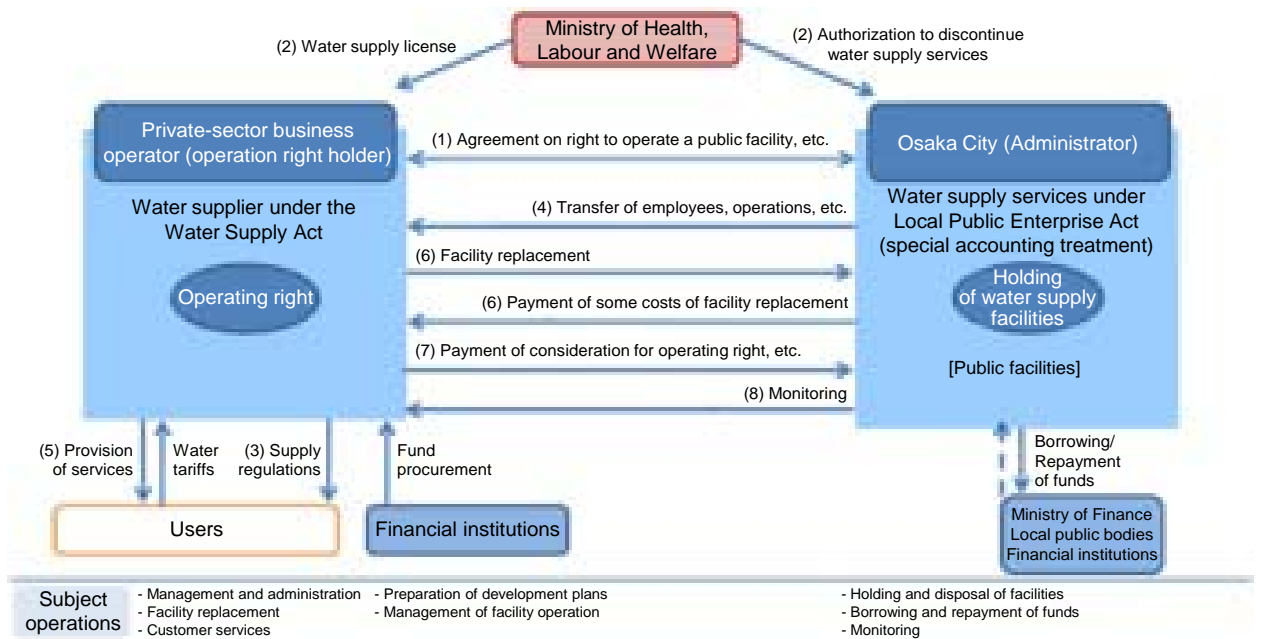 Ministry of Health,
Labour and Welfare
(2) Water supply license
(2) Authorization to discontinue
water supply services
Private-sector business
operator (operation right holder)
(1) Agreement on right to operate a public facility, etc.
Osaka City (Administrator)
Water supplier under the
Water Supply Act
Operating right
(4) Transfer of employees, operations, etc.
(6) Facility replacement
(6) Payment of some costs of facility replacement
(7) Payment of consideration for operating right, etc.
(8) Monitoring
Water supply services under
Local Public Enterprise Act
(special accounting treatment)
Holding
of water supply
facilities
[Public facilities]
(5) Provision
of services
Water
tariffs
(3) Supply
regulations
Fund
procurement
Borrowing/
Repayment
of funds
Users
Financial institutions
Ministry of Finance
Local public bodies
Financial institutions
Subject
operations
- Management and administration
- Facility replacement
- Customer services
- Preparation of development plans
- Management of facility operation
- Holding and disposal of facilities
- Borrowing and repayment of funds
- Monitoring